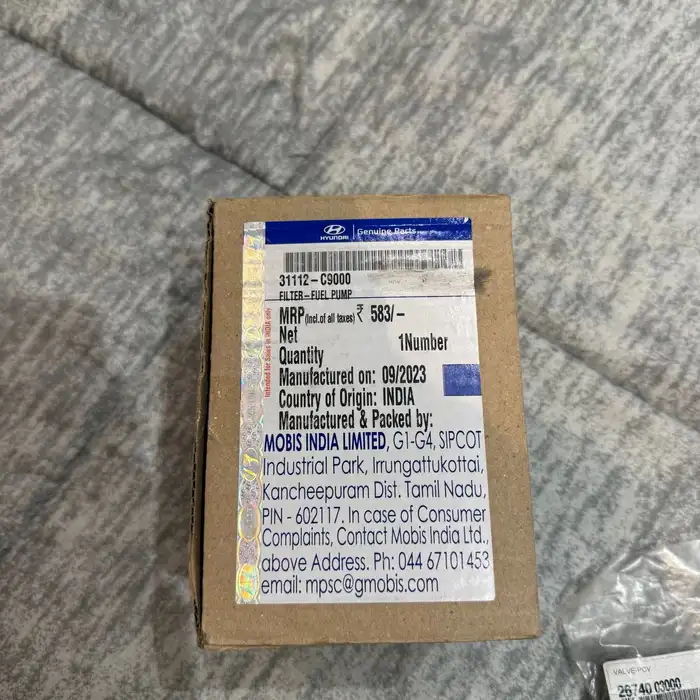 HYUNDAI | Genuine Parts
31112-C9000
FILTER-FUEL PUMP
Intended for Sales in INDIA only
MRP (Incl.of all taxes) ₹ 583/-
Net
Quantity 1Number
Manufactured on: 09/2023
Country of Origin: INDIA
Manufactured & Packed by:
MOBIS INDIA LIMITED, G1-G4, SIPCOT
Industrial Park, Irrungattukottai,
Kancheepuram Dist. Tamil Nadu,
PIN - 602117. In case of Consumer
Complaints, Contact Mobis India Ltd.,
above Address. Ph: 044 67101453
email: mpsc@gmobis.com
VALVE-PCV
26740 03000